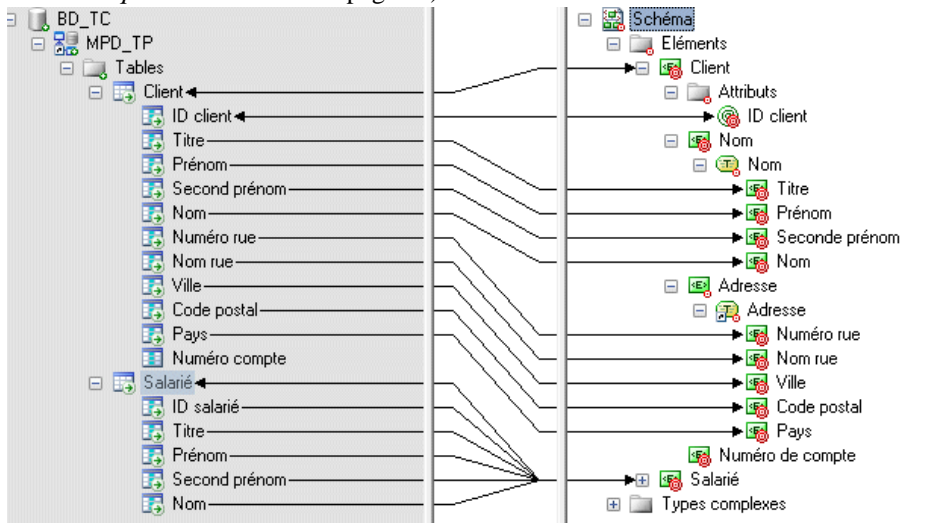 BD_TC
MPD_TP
Tables
Client
ID client
Titre
Prénom
Second prénom
Nom
Numéro rue
Nom rue
Ville
Code postal
Pays
Numéro compte
Salarié
ID salarié
Titre
Prénom
Second prénom
Nom
Schéma
Eléments
Client
Attributs
ID client
Nom
Nom
Titre
Prénom
Seconde prénom
Nom
Adresse
Adresse
Numéro rue
Nom rue
Ville
Code postal
Pays
Numéro de compte
Salarié
Types complexes